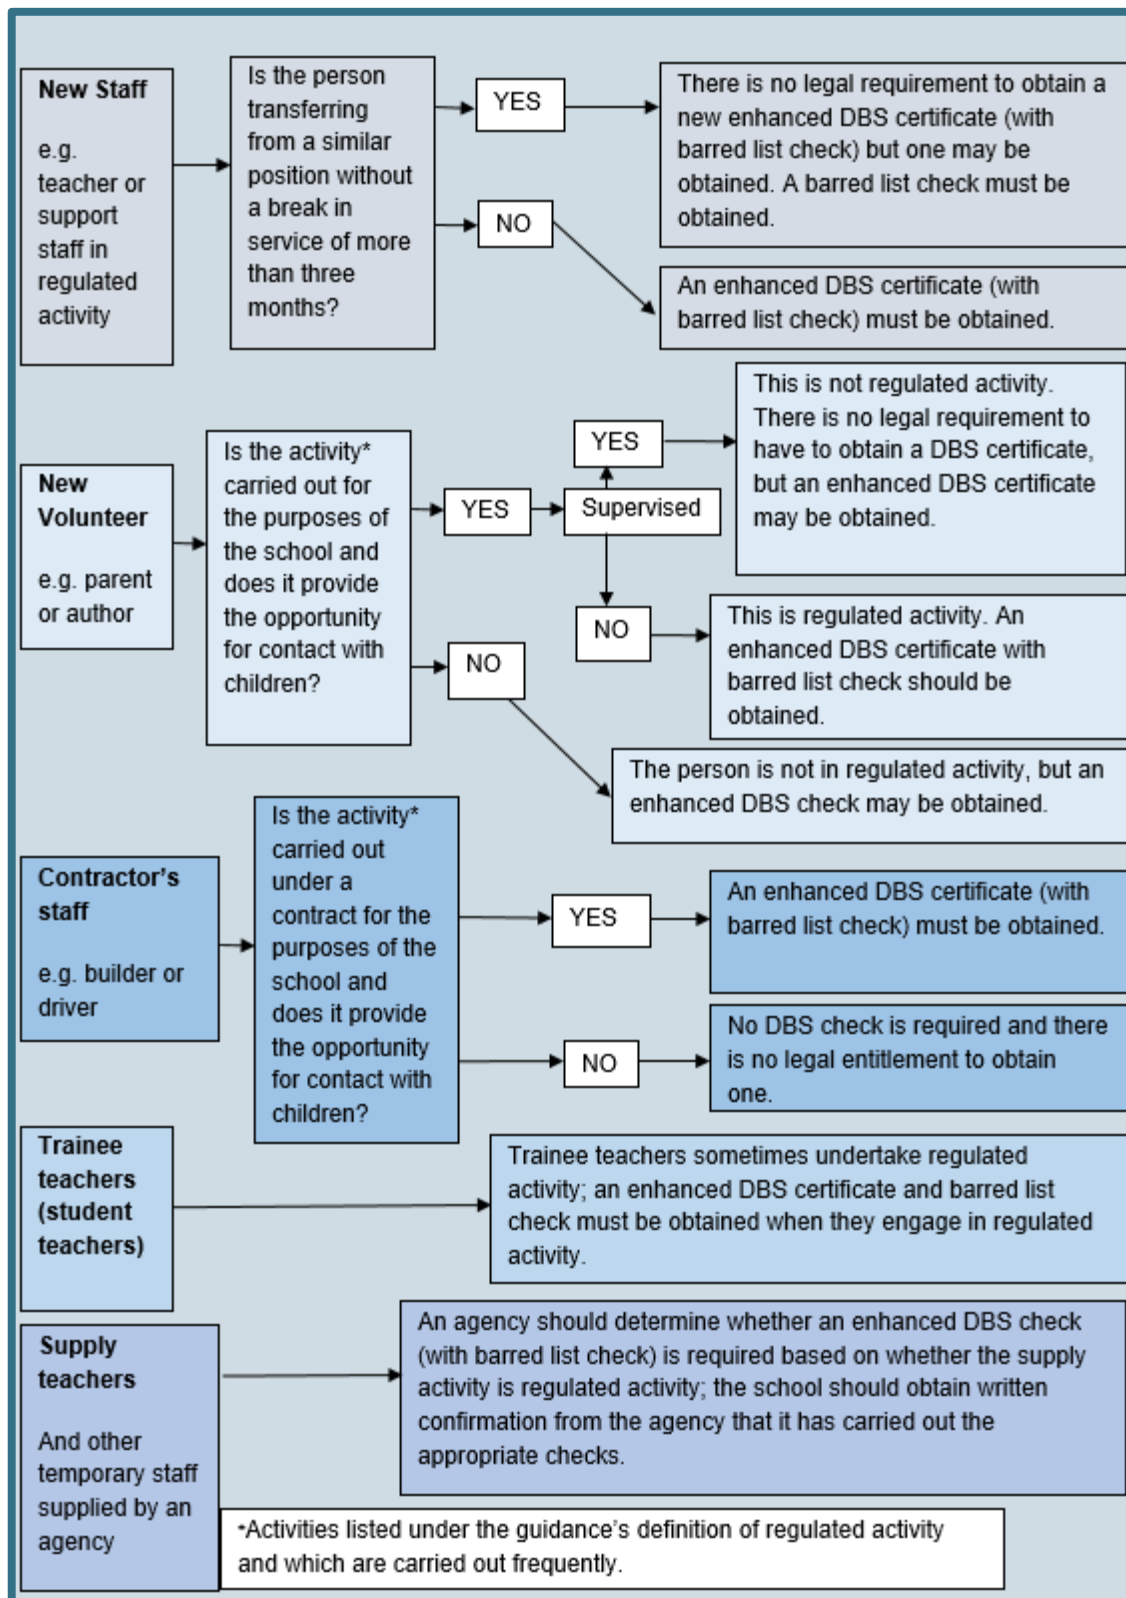 New Staff
e.g.
teacher or
support
staff in
regulated
activity
Is the person
transferring
from a similar
position without
a break in
service of more
than three
months?
YES
There is no legal requirement to obtain a
new enhanced DBS certificate (with
barred list check) but one may be
obtained. A barred list check must be
obtained.
NO
An enhanced DBS certificate (with
barred list check) must be obtained.
New
Volunteer
e.g. parent
or author
Is the activity*
carried out for
the purposes of
the school and
does it provide
the opportunity
for contact with
children?
YES
Supervised
YES
This is not regulated activity.
There is no legal requirement to
have to obtain a DBS certificate,
but an enhanced DBS certificate
may be obtained.
NO
This is regulated activity. An
enhanced DBS certificate with
barred list check should be
obtained.
NO
The person is not in regulated activity, but an
enhanced DBS check may be obtained.
Contractor's
staff
e.g. builder or
driver
Is the activity*
carried out
under a
contract for the
purposes of the
school and
does it provide
the opportunity
for contact with
children?
YES
An enhanced DBS certificate (with
barred list check) must be obtained.
NO
No DBS check is required and there
is no legal entitlement to obtain
one.
Trainee
teachers
(student
teachers)
Trainee teachers sometimes undertake regulated
activity; an enhanced DBS certificate and barred list
check must be obtained when they engage in regulated
activity.
Supply
teachers
And other
temporary staff
supplied by an
agency
An agency should determine whether an enhanced DBS check
(with barred list check) is required based on whether the supply
activity is regulated activity; the school should obtain written
confirmation from the agency that it has carried out the
appropriate checks.
*Activities listed under the guidance's definition of regulated activity
and which are carried out frequently.